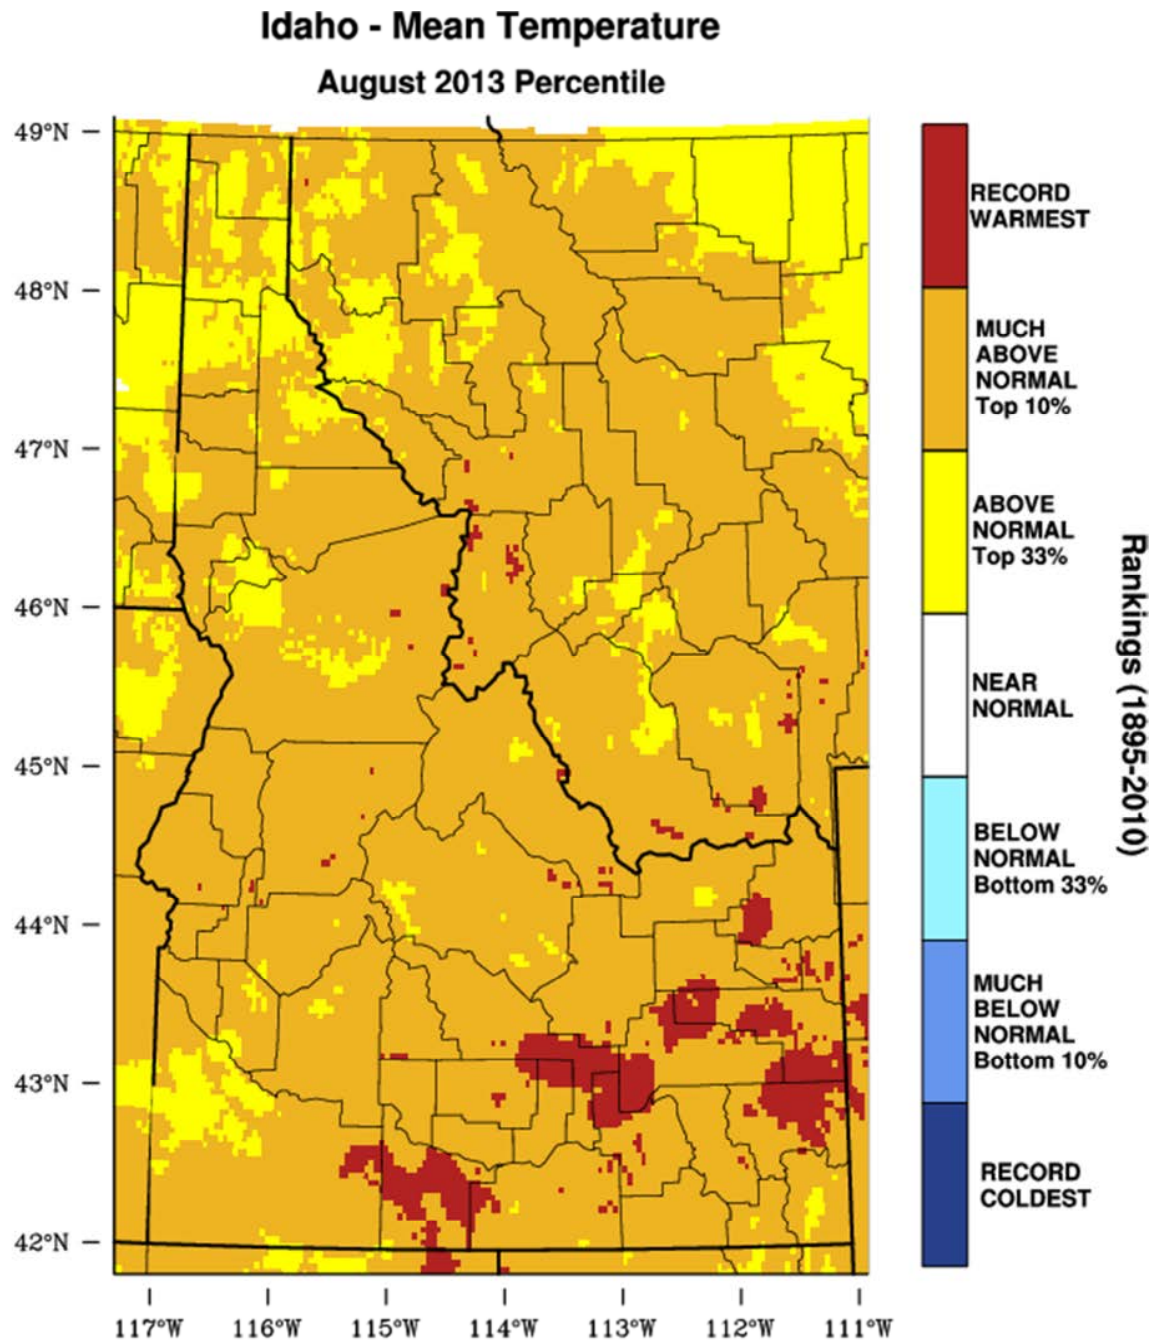 Idaho - Mean Temperature
August 2013 Percentile
49°N
48°N
47°N
46°N
45°N
44°N
43°N
42°N
117°W
116°W
115°W
114°W
113°W
112°W
111°W
RECORD
WARMEST
MUCH
ABOVE
NORMAL
Top 10%
ABOVE
NORMAL
Top 33%
NEAR
NORMAL
BELOW
NORMAL
Bottom 33%
MUCH
BELOW
NORMAL
Bottom 10%
RECORD
COLDEST
Rankings (1895-2010)